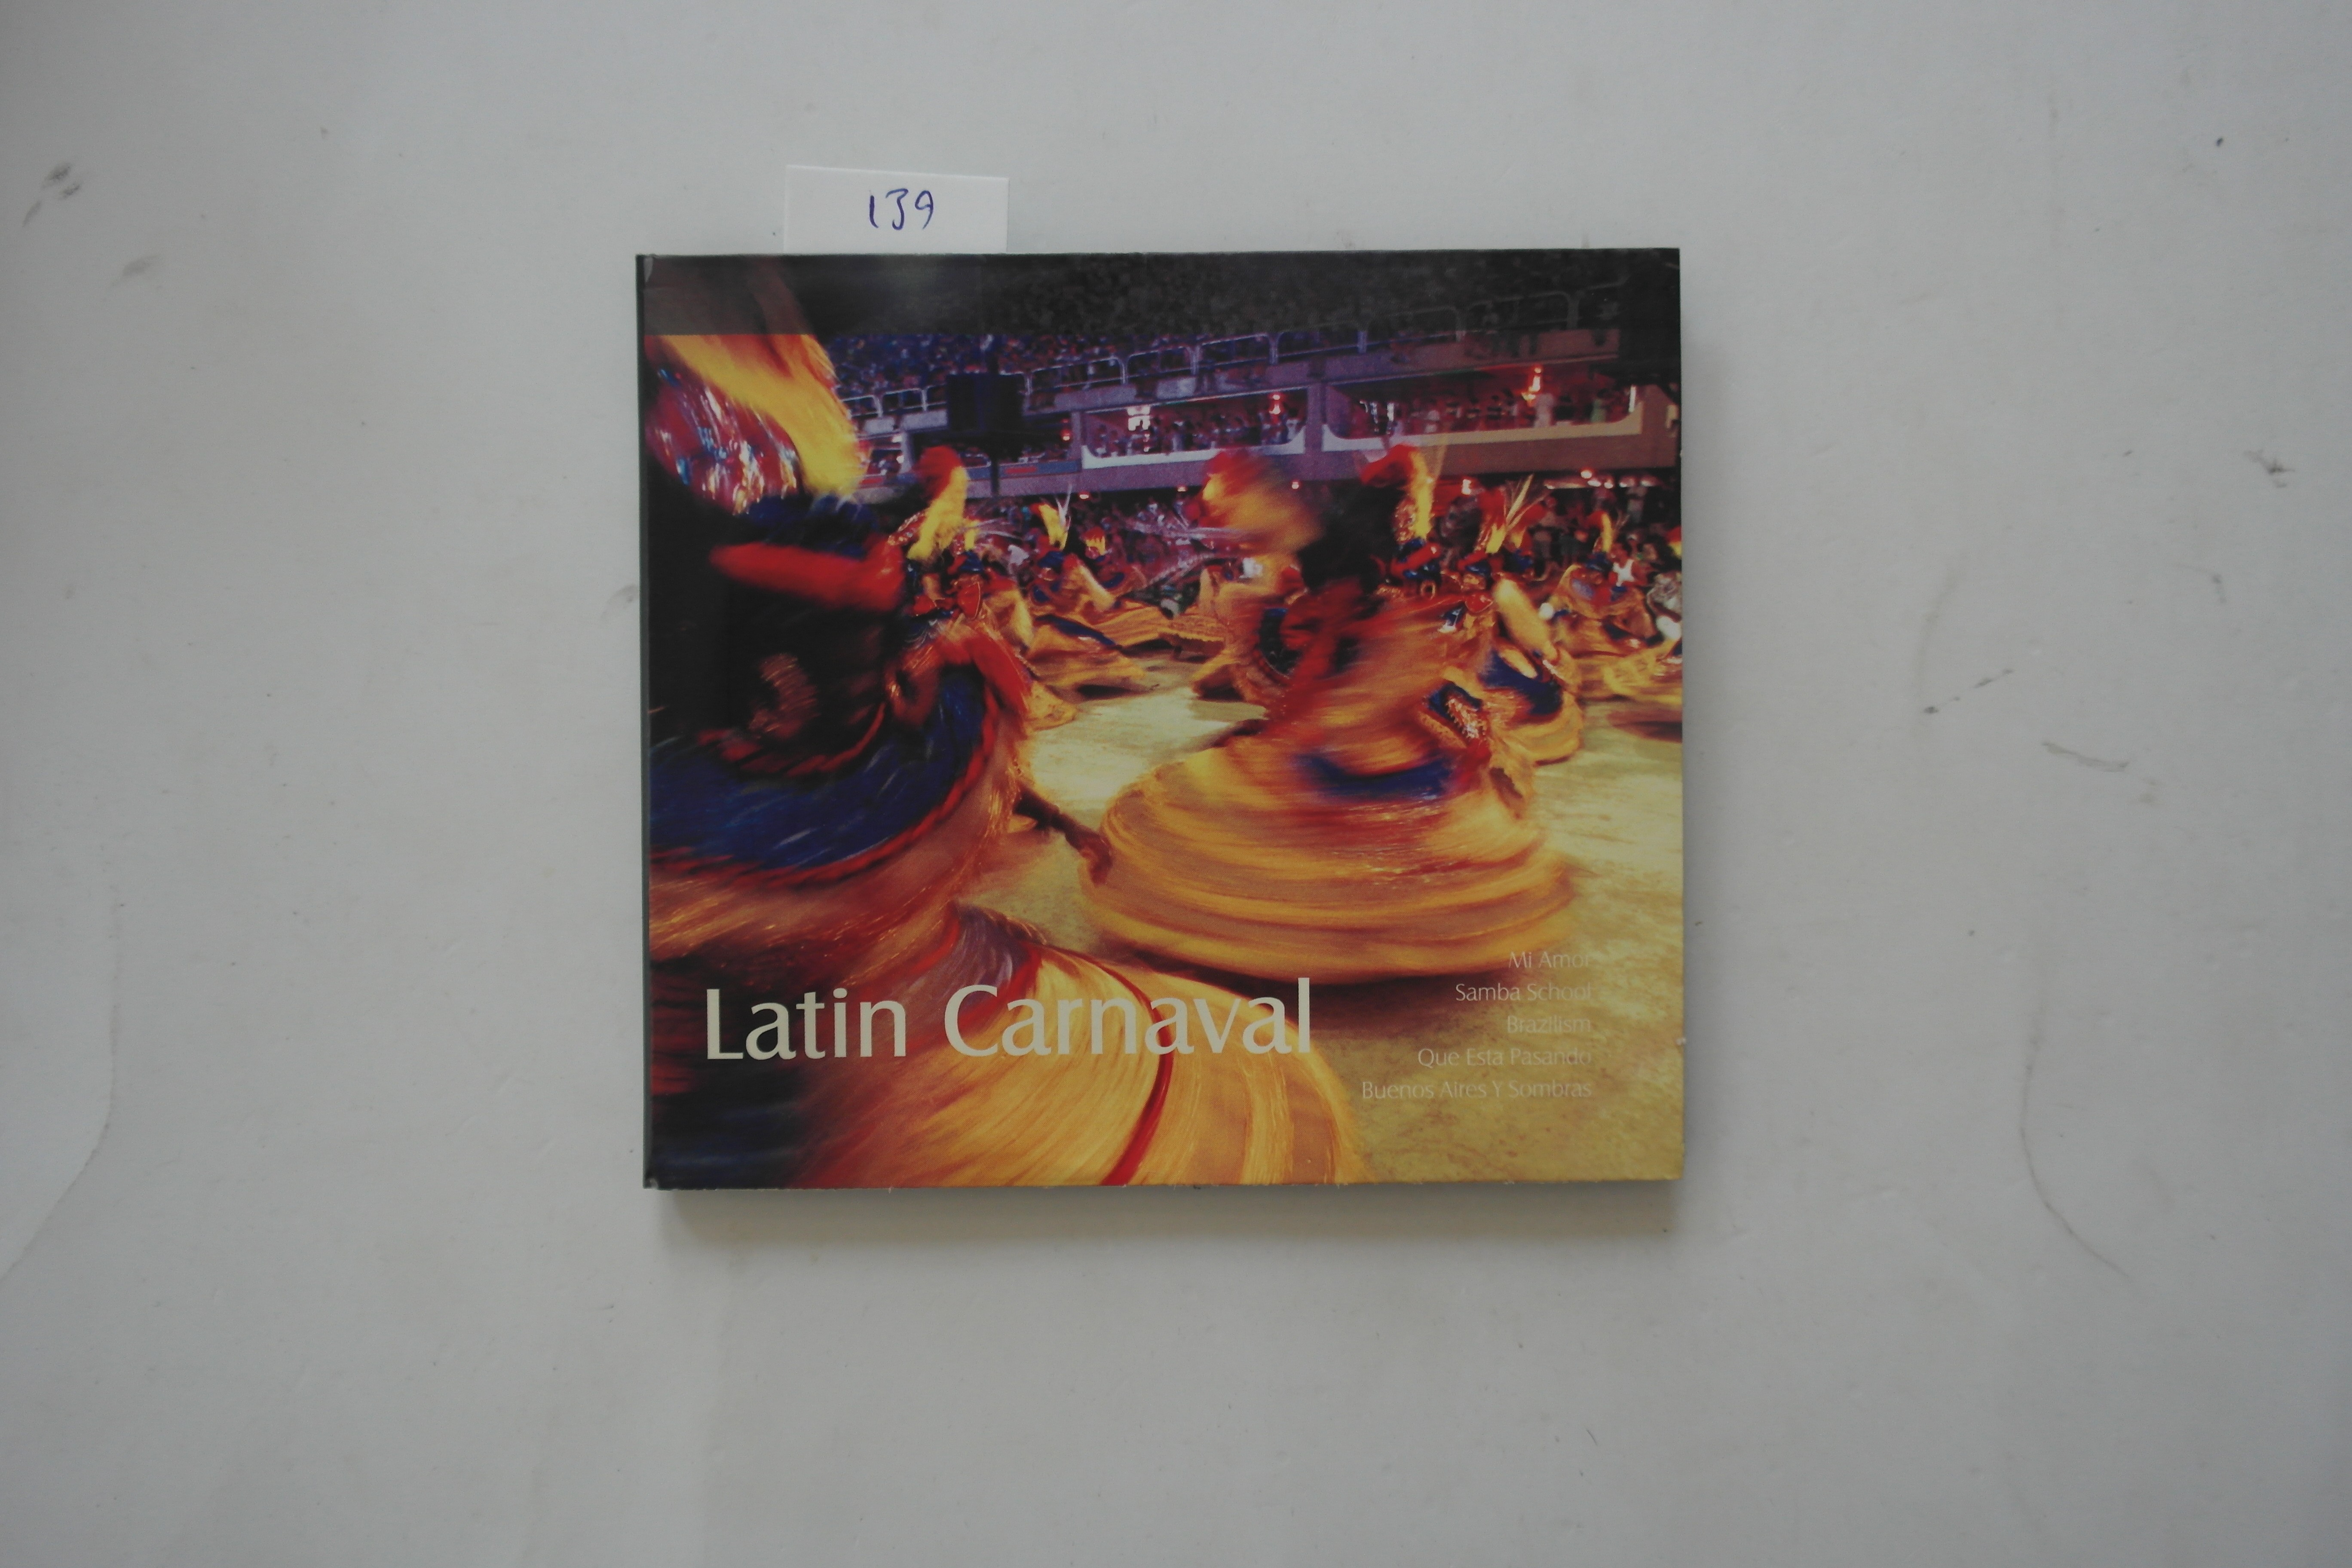 139
Latin Carnaval
Mi Amor
Samba School
Brazilism
Que Esta Pasando
Buenos Aires Y Sombras